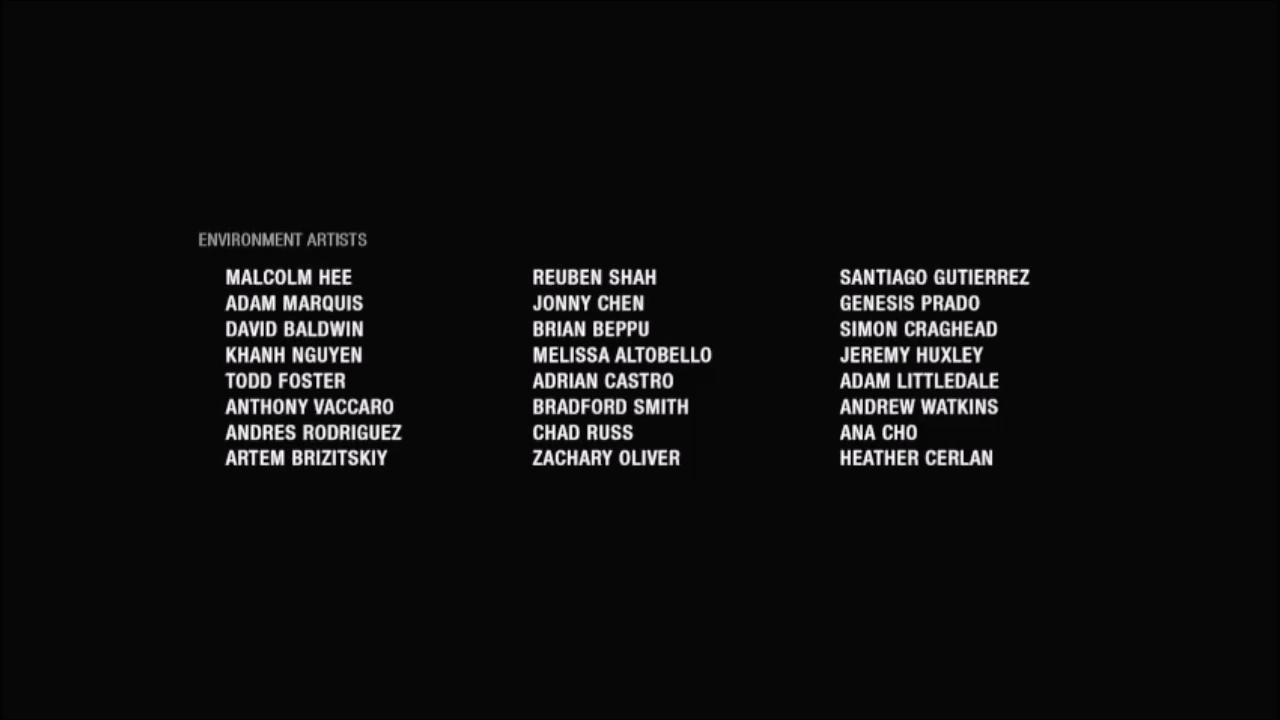 ENVIRONMENT ARTISTS
MALCOLM HEE
ADAM MARQUIS
DAVID BALDWIN
KHANH NGUYEN
TODD FOSTER
ANTHONY VACCARO
ANDRES RODRIGUEZ
ARTEM BRIZITSKIY
REUBEN SHAH
JONNY CHEN
BRIAN BEPPU
MELISSA ALTOBELLO
ADRIAN CASTRO
BRADFORD SMITH
CHAD RUSS
ZACHARY OLIVER
SANTIAGO GUTIERREZ
GENESIS PRADO
SIMON CRAGHEAD
JEREMY HUXLEY
ADAM LITTLEDALE
ANDREW WATKINS
ANA CHO
HEATHER CERLAN